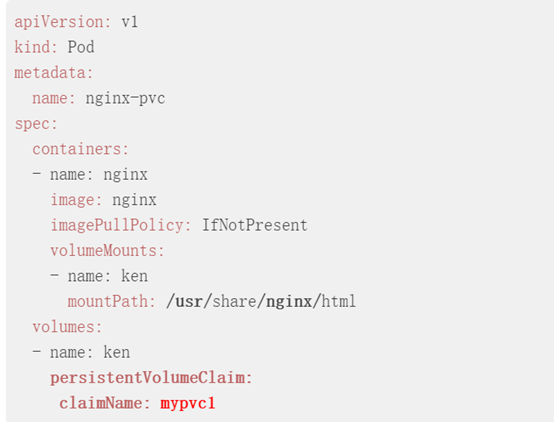 apiVersion: v1
kind: Pod
metadata:
  name: nginx-pvc
spec:
  containers:
  - name: nginx
    image: nginx
    imagePullPolicy: IfNotPresent
    volumeMounts:
    - name: ken
      mountPath: /usr/share/nginx/html
  volumes:
  - name: ken
    persistentVolumeClaim:
     claimName: mypvc1